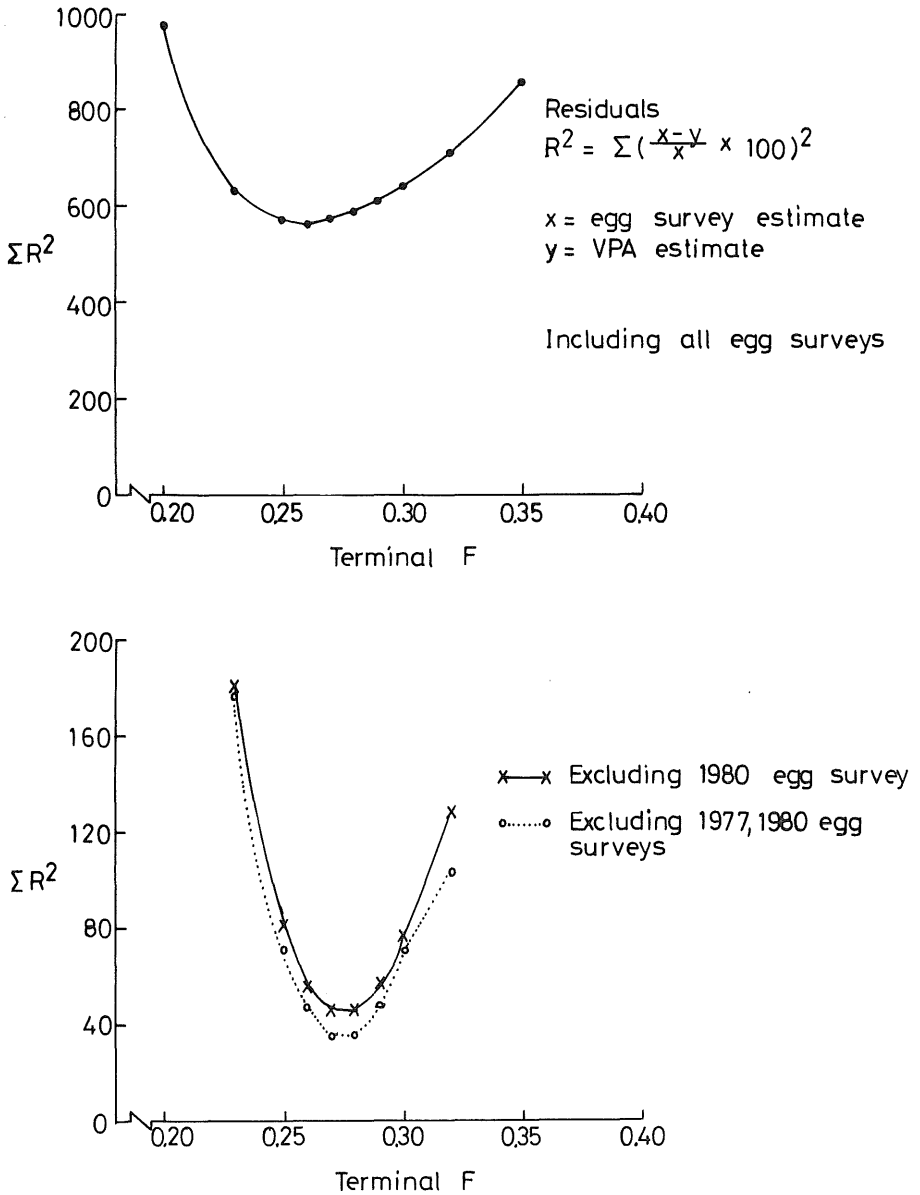 1000
800
600
ΣR²
400
200
0
0.20 0.25 0.30 0.35 0.40
Terminal F
Residuals
R² = Σ(x-y/x × 100)²
x = egg survey estimate
y = VPA estimate
Including all egg surveys
200
160
120
ΣR²
80
40
0
0.20 0.25 0.30 0.35 0.40
Terminal F
x—x Excluding 1980 egg survey
o.......o Excluding 1977, 1980 egg
surveys